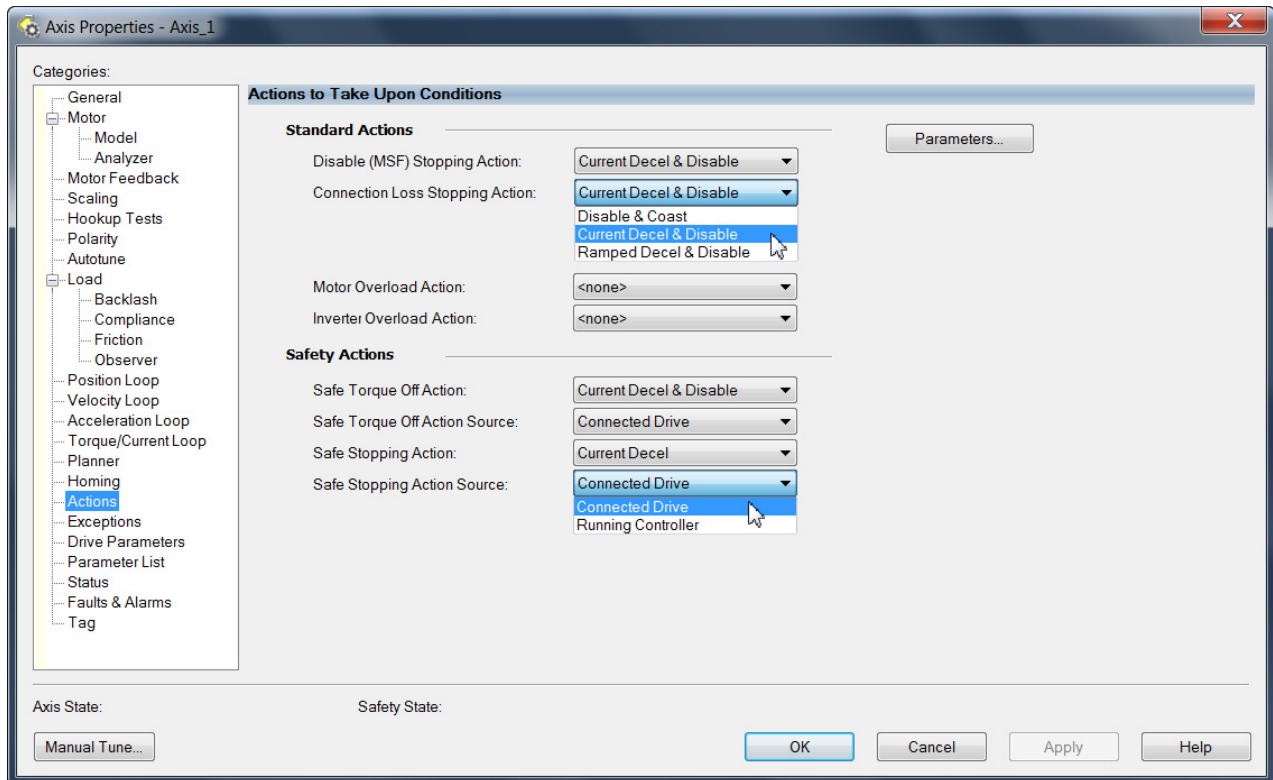 Axis Properties - Axis_1
X
Categories:
General
Motor
Model
Analyzer
Motor Feedback
Scaling
Hookup Tests
Polarity
Autotune
Load
Backlash
Compliance
Friction
Observer
Position Loop
Velocity Loop
Acceleration Loop
Torque/Current Loop
Planner
Homing
Actions
Exceptions
Drive Parameters
Parameter List
Status
Faults & Alarms
Tag
Actions to Take Upon Conditions
Standard Actions
Parameters...
Disable (MSF) Stopping Action: Current Decel & Disable
Connection Loss Stopping Action: Current Decel & Disable
Disable & Coast
Current Decel & Disable
Ramped Decel & Disable
Motor Overload Action: <none>
Inverter Overload Action: <none>
Safety Actions
Safe Torque Off Action: Current Decel & Disable
Safe Torque Off Action Source: Connected Drive
Safe Stopping Action: Current Decel
Safe Stopping Action Source: Connected Drive
Connected Drive
Running Controller
Axis State: Safety State:
Manual Tune... OK Cancel Apply Help